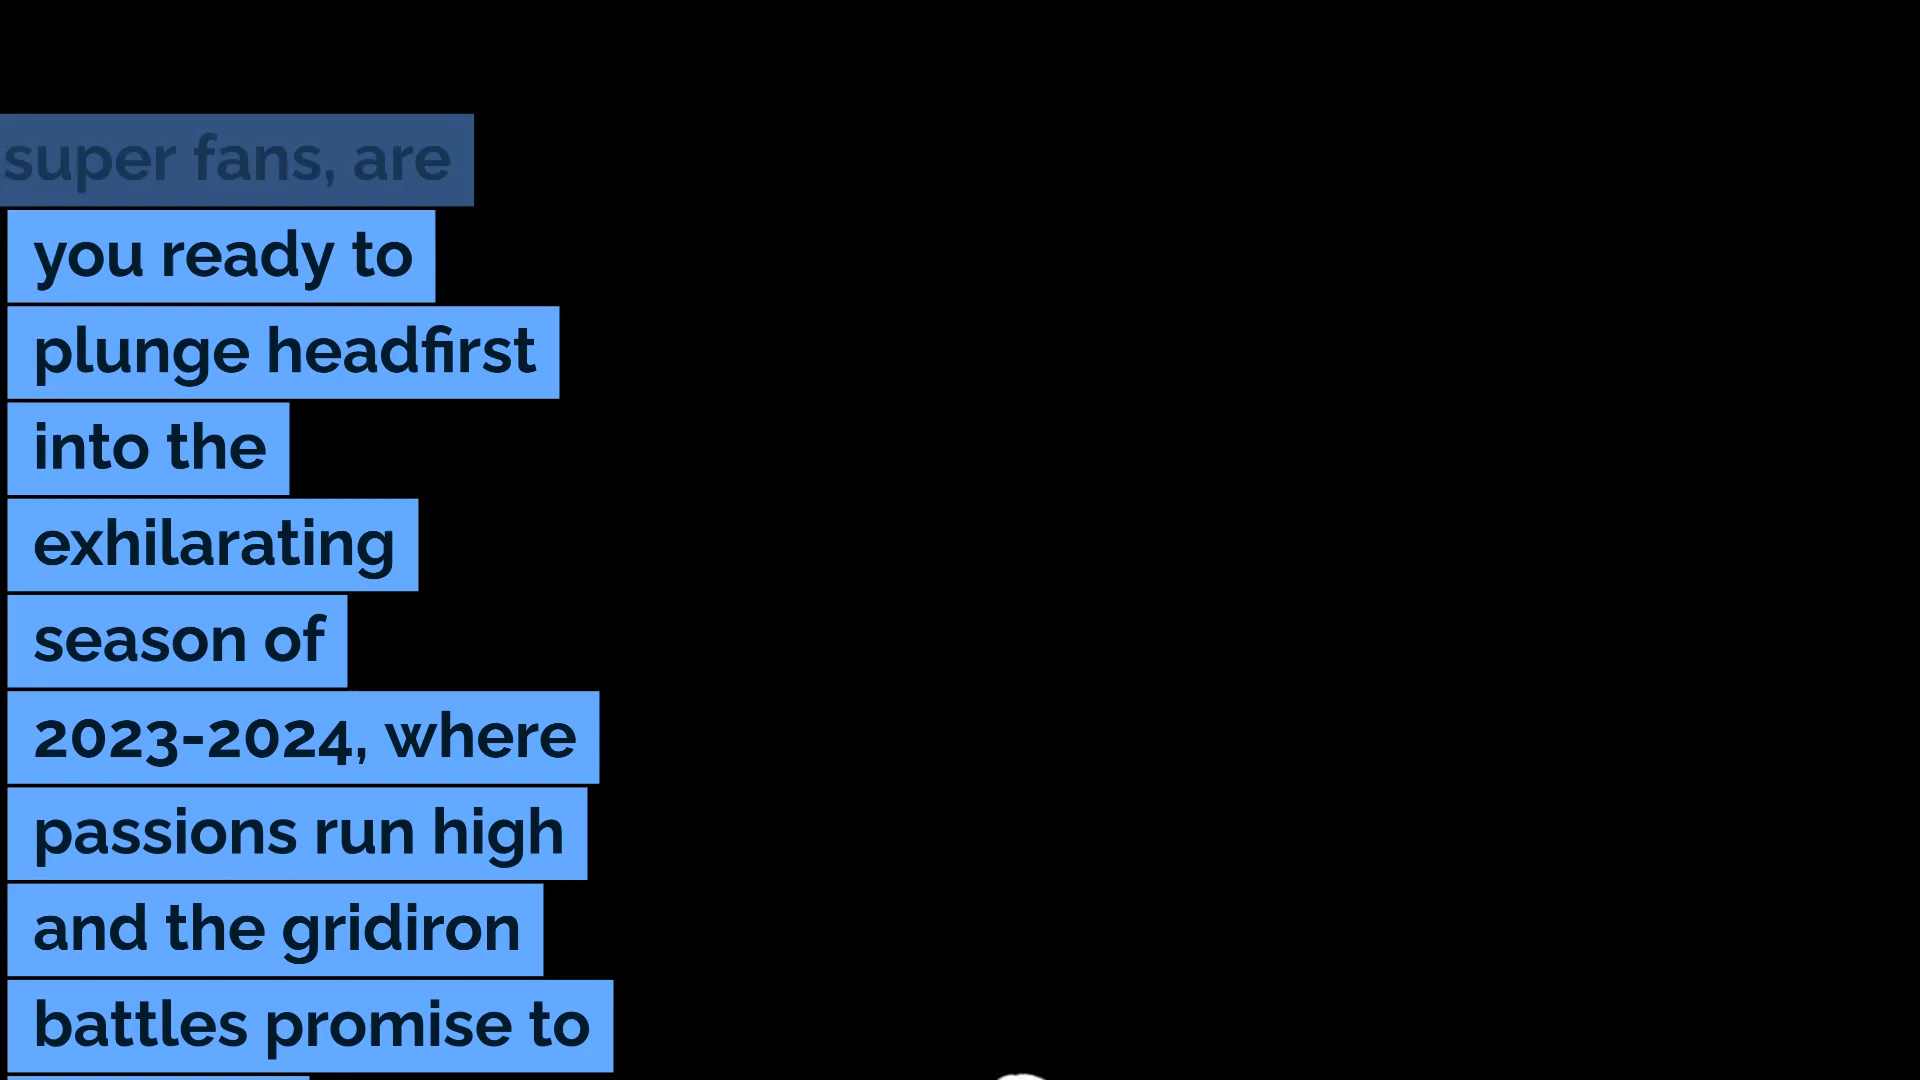 super fans, are
you ready to
plunge headfirst
into the
exhilarating
season of
2023-2024, where
passions run high
and the gridiron
battles promise to